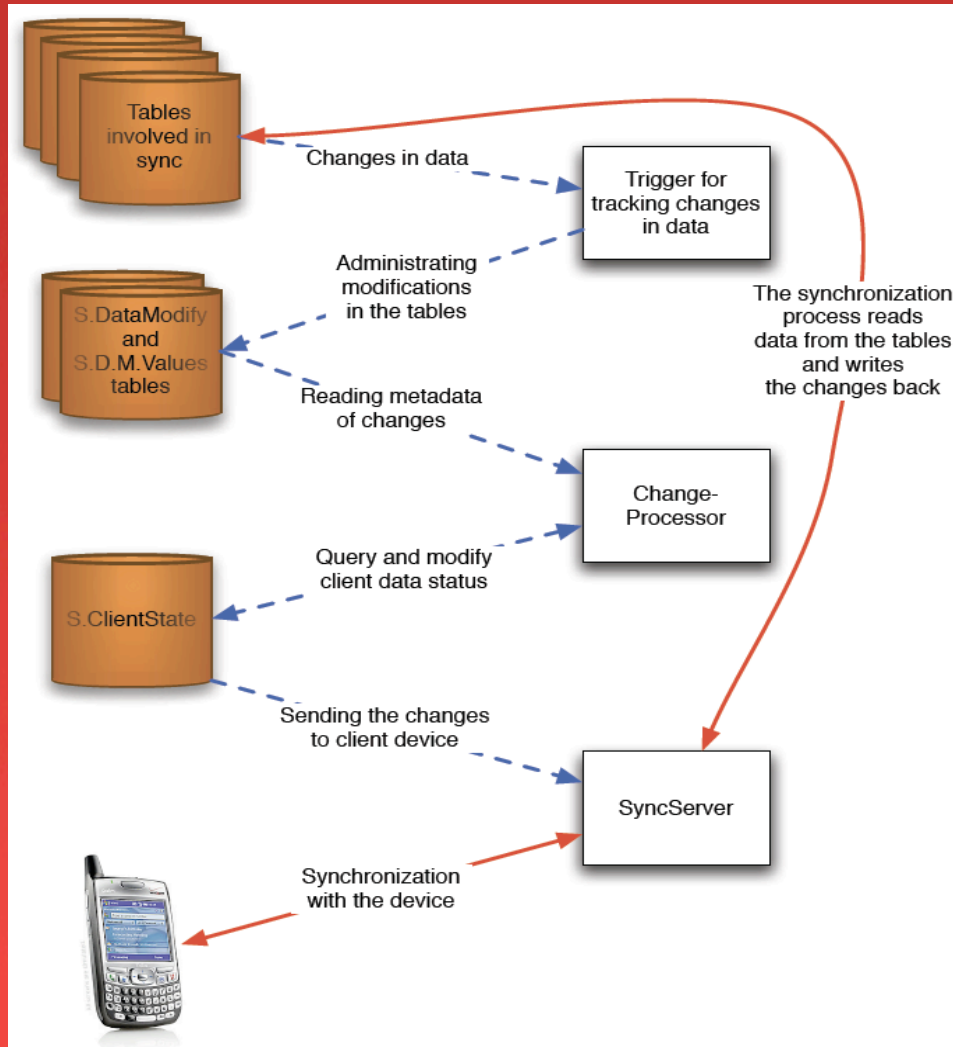 Tables
involved in
sync
Changes in data
Trigger for
tracking changes
in data
Administrating
modifications
in the tables
The synchronization
process reads
data from the tables
and writes
the changes back
S.DataModify
and
S.D.M.Values
tables
Reading metadata
of changes
Change-
Processor
Query and modify
client data status
S.ClientState
Sending the changes
to client device
SyncServer
Synchronization
with the device